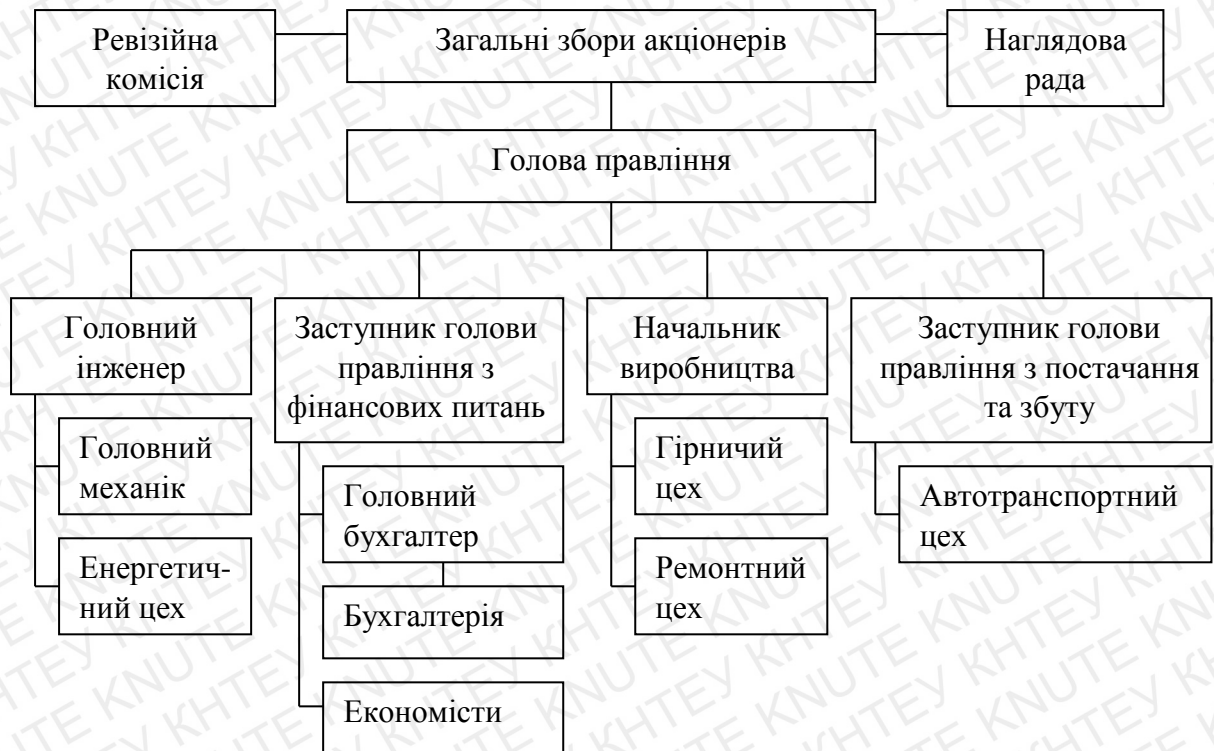 Ревізійна
комісія
Загальні збори акціонерів
Наглядова
рада
Голова правління
Головний
інженер
Заступник голови
правління з
фінансових питань
Начальник
виробництва
Заступник голови
правління з постачання
та збуту
Головний
механік
Енергетич-
ний цех
Головний
бухгалтер
Бухгалтерія
Економісти
Гірничий
цех
Ремонтний
цех
Автотранспортний
цех